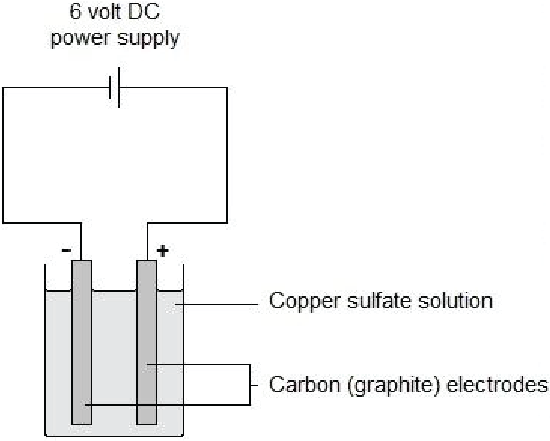 6 volt DC
power supply
– +
Copper sulfate solution
Carbon (graphite) electrodes